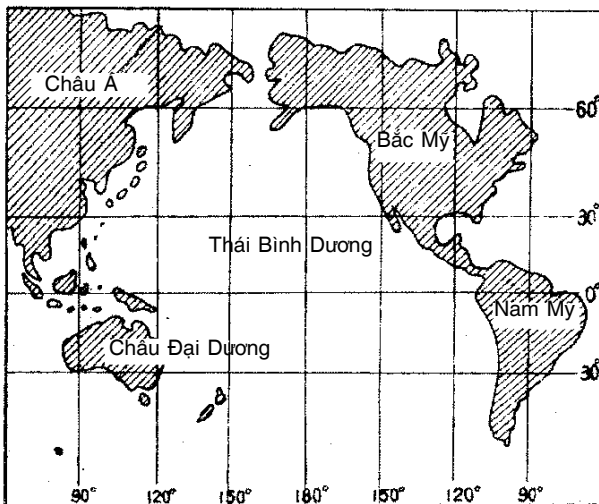 Châu Á
60°
Bắc Mỹ
30°
Thái Bình Dương
0°
Nam Mỹ
Châu Đại Dương
30°
90° 120° 150° 180° 150° 120° 90°